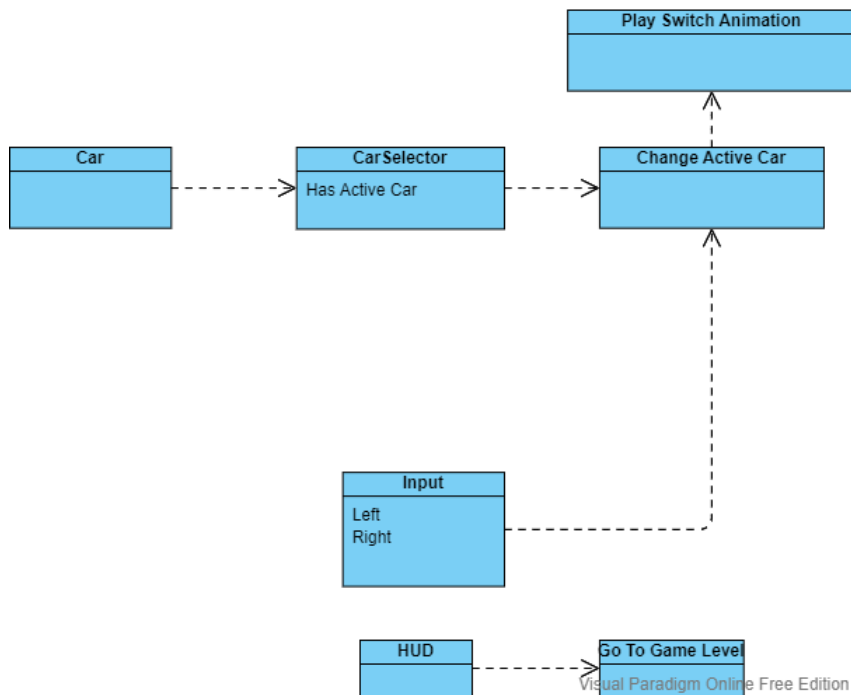 Play Switch Animation
Car
CarSelector
Has Active Car
Change Active Car
Input
Left
Right
HUD
Go To Game Level
Visual Paradigm Online Free Edition